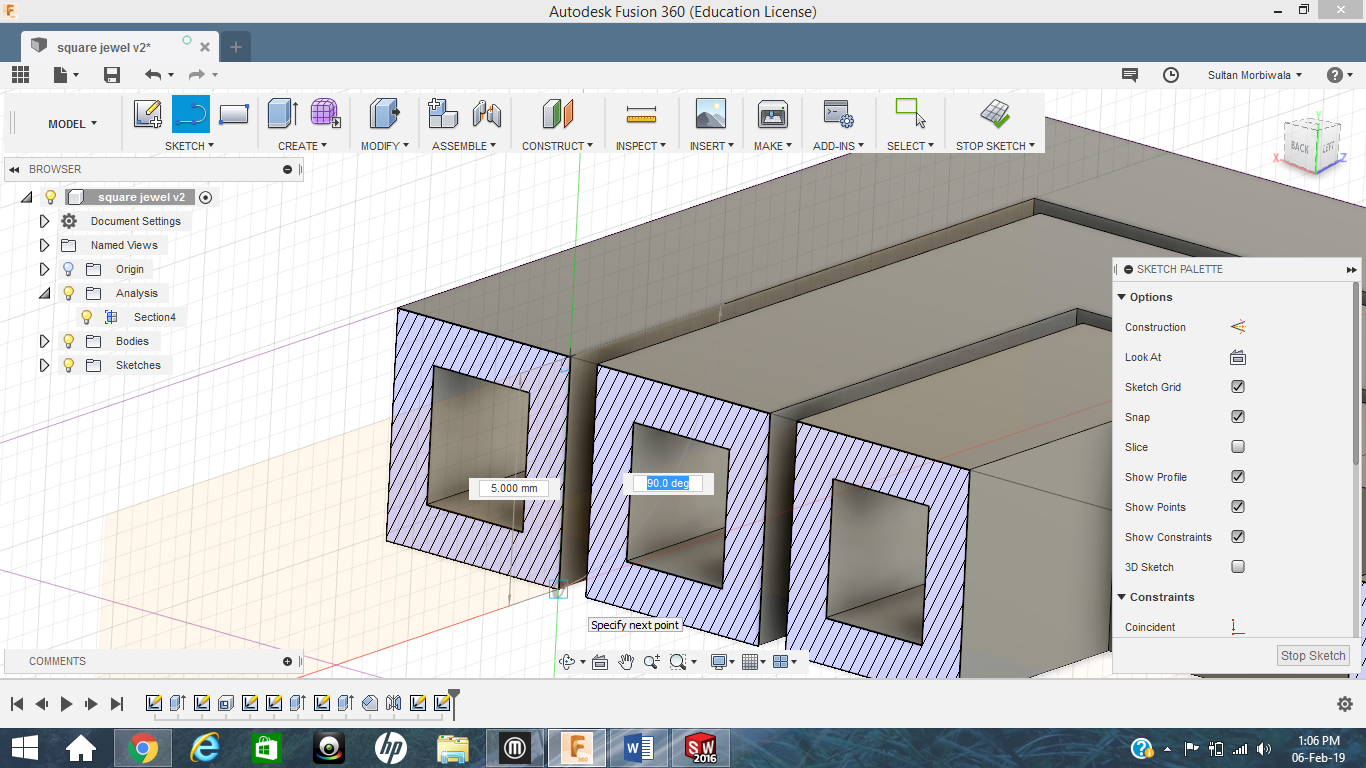 Autodesk Fusion 360 (Education License)
square jewel v2*
Sultan Morbiwala
MODEL
SKETCH
CREATE
MODIFY
ASSEMBLE
CONSTRUCT
INSPECT
INSERT
MAKE
ADD-INS
SELECT
STOP SKETCH
Y
BACK
LEFT
X
Z
BROWSER
square jewel v2
Document Settings
Named Views
Origin
Analysis
Section4
Bodies
Sketches
SKETCH PALETTE
Options
Construction
Look At
Sketch Grid
Snap
Slice
Show Profile
Show Points
Show Constraints
3D Sketch
Constraints
Coincident
Stop Sketch
5.000 mm
90.0 deg
Specify next point
COMMENTS
F
360
hp
W
SW
2016
1:06 PM
06-Feb-19